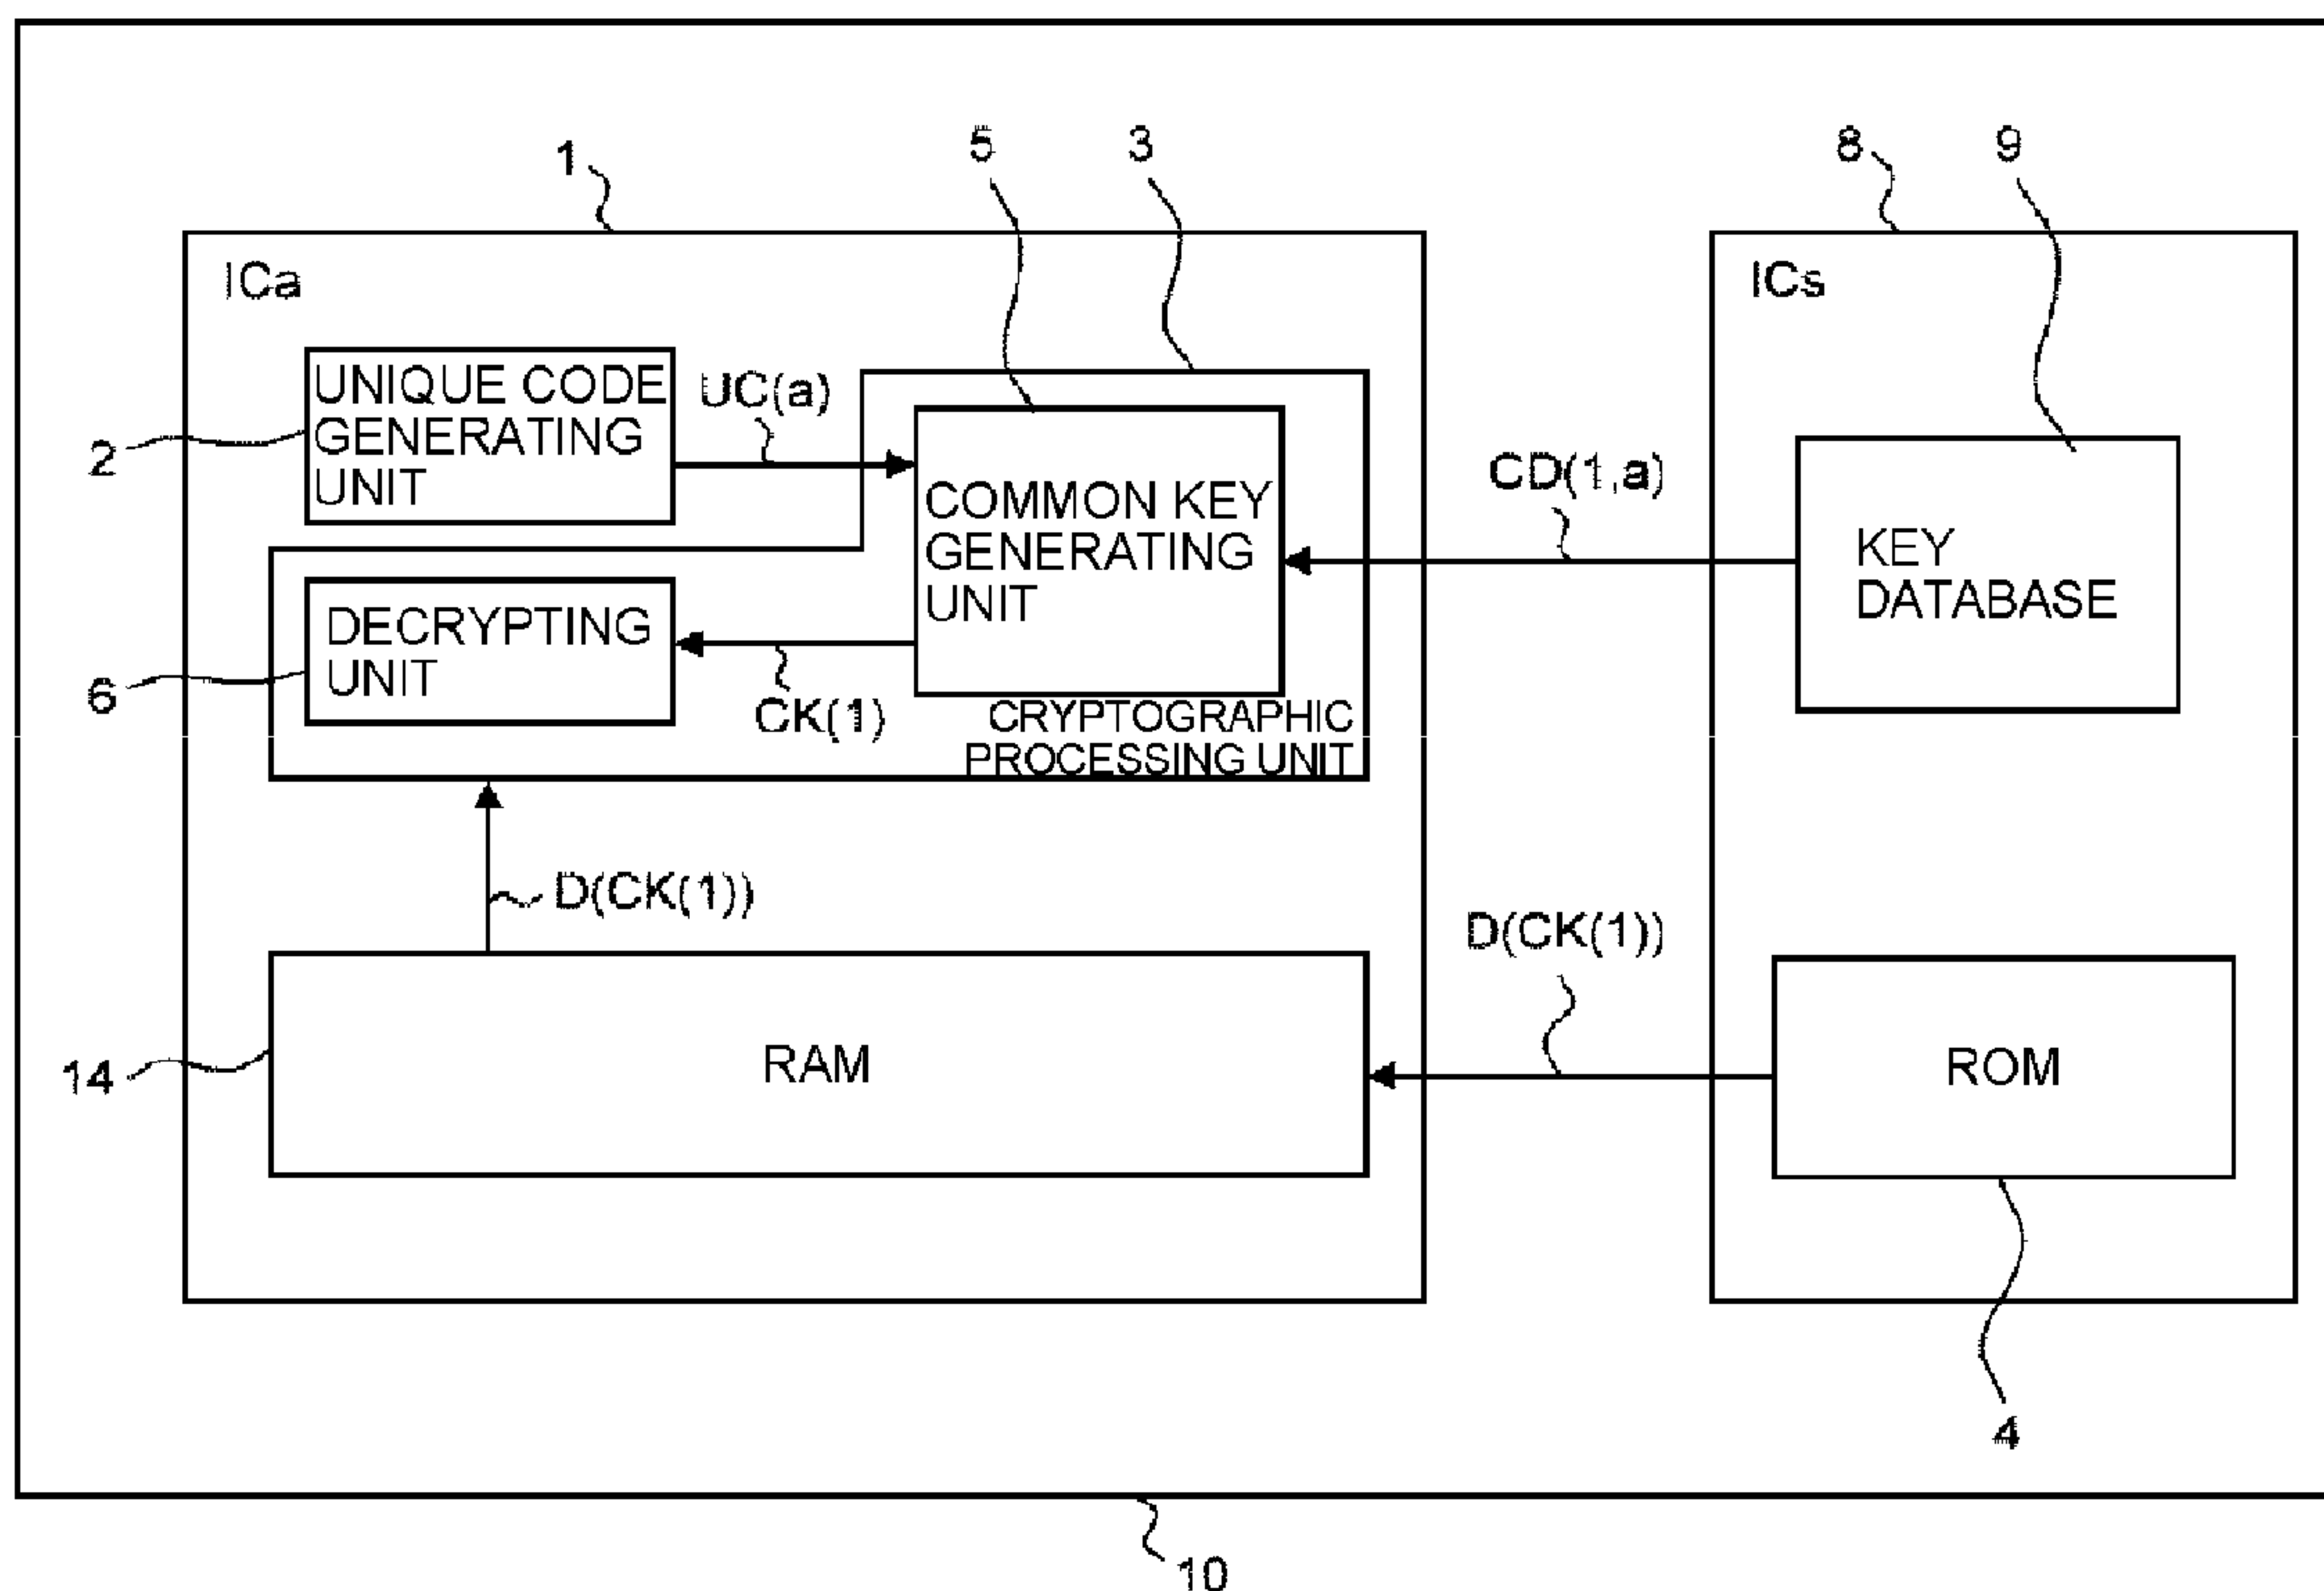 1
5
3
8
9
ICa
ICs
UNIQUE CODE
GENERATING
UNIT
UC(a)
2
COMMON KEY
GENERATING
UNIT
CD(1,a)
KEY
DATABASE
DECRYPTING
UNIT
6
CK(1)
CRYPTOGRAPHIC
PROCESSING UNIT
D(CK(1))
D(CK(1))
RAM
14
ROM
4
10